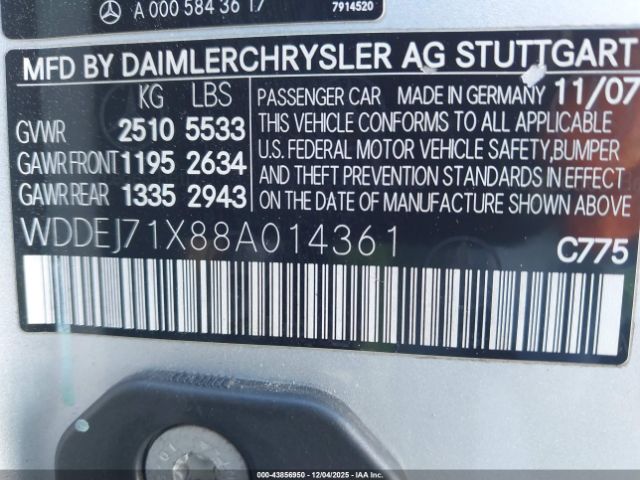 A 000 584 36 17
7914520
MFD BY DAIMLERCHRYSLER AG STUTTGART
KG LBS
PASSENGER CAR MADE IN GERMANY 11/07
GVWR 2510 5533
THIS VEHICLE CONFORMS TO ALL APPLICABLE
GAWR FRONT 1195 2634
U.S. FEDERAL MOTOR VEHICLE SAFETY, BUMPER
GAWR REAR 1335 2943
AND THEFT PREVENTION STANDARDS IN EFFECT
ON THE DATE OF MANUFACTURE SHOWN ABOVE
WDDEJ71X88A014361
C775
© IAA - 43856950 - 12/04/2025 - IAAI.COM